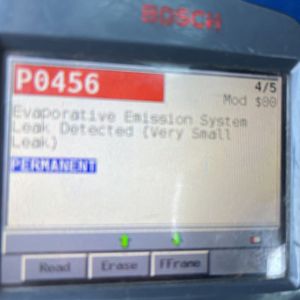 BOSCH
P0456
4/5
Mod $00
Evaporative Emission System
Leak Detected (Very Small
Leak)
PERMANENT
Read Erase FFrame